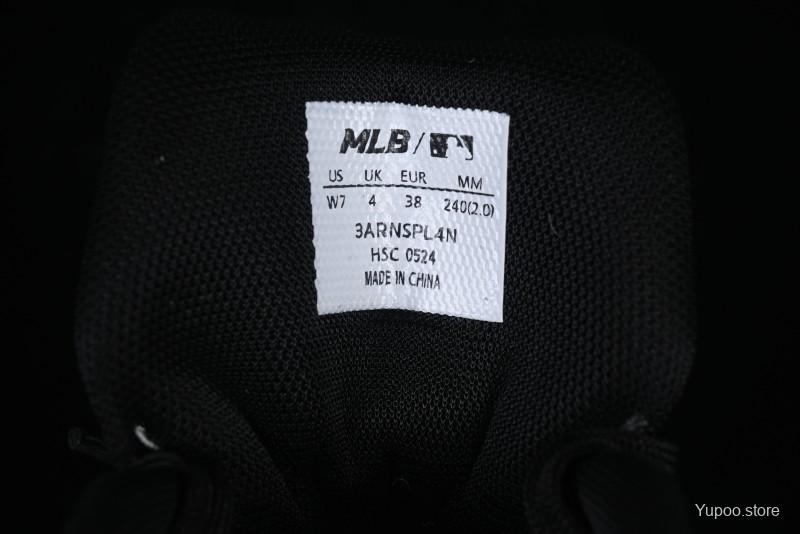 MLB /
US UK EUR MM
W7 4 38 240(2.0)
3ARNSPL4N
HSC 0524
MADE IN CHINA
Yupoo.store